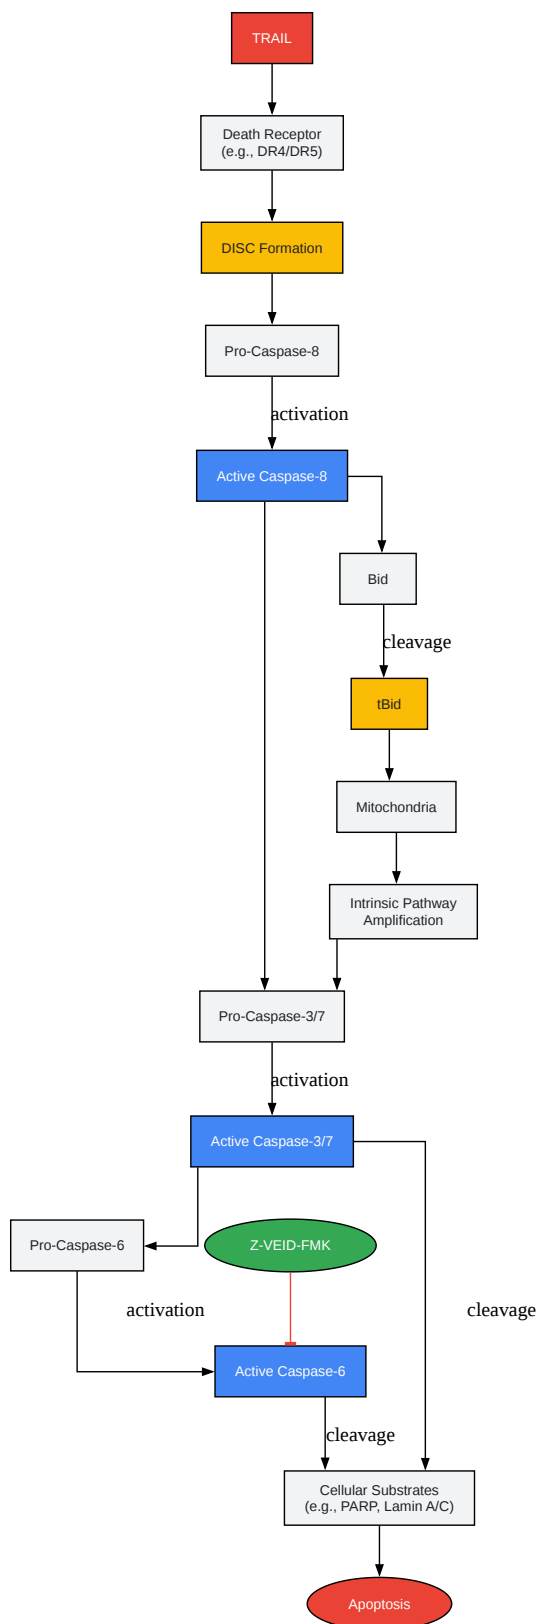 TRAIL
Death Receptor
(e.g., DR4/DR5)
DISC Formation
Pro-Caspase-8
activation
Active Caspase-8
Bid
cleavage
tBid
Mitochondria
Intrinsic Pathway
Amplification
Pro-Caspase-3/7
activation
Active Caspase-3/7
Pro-Caspase-6
Z-VEID-FMK
activation
cleavage
Active Caspase-6
cleavage
Cellular Substrates
(e.g., PARP, Lamin A/C)
Apoptosis